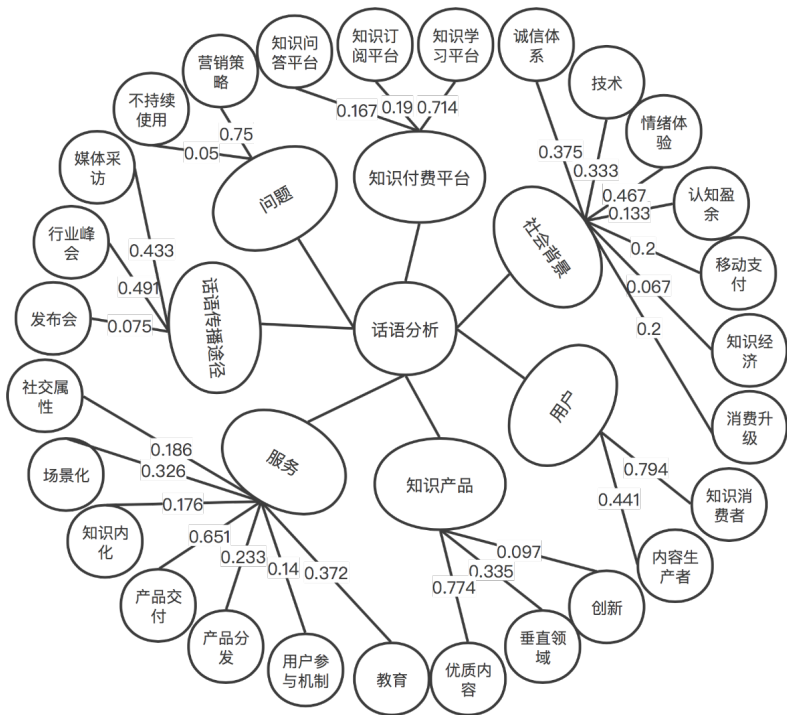 知识问
答平台
知识订
阅平台
知识学
习平台
诚信体
系
营销策
略
技术
不持续
使用
情绪体
验
媒体采
访
认知盈
余
行业峰
会
移动支
付
发布会
知识经
济
社交属
性
消费升
级
场景化
知识消
费者
知识内
化
内容生
产者
产品交
付
创新
产品分
发
垂直领
域
用户参
与机制
教育
优质内
容
0.167
0.19
0.714
0.75
0.05
0.375
0.333
0.467
0.133
0.2
0.067
0.2
0.433
0.491
0.075
0.186
0.326
0.176
0.651
0.233
0.14
0.372
0.774
0.335
0.097
0.794
0.441
问题
知识付费平台
社会背景
话语传播途径
话语分析
用户
服务
知识产品